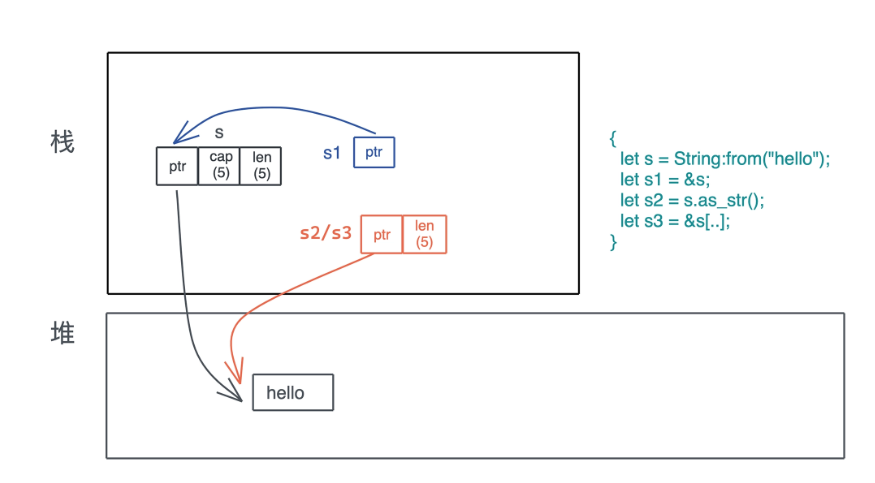 栈
s
ptr
cap
(5)
len
(5)
s1
ptr
s2/s3
ptr
len
(5)
{
let s = String:from("hello");
let s1 = &s;
let s2 = s.as_str();
let s3 = &s[..];
}
堆
hello